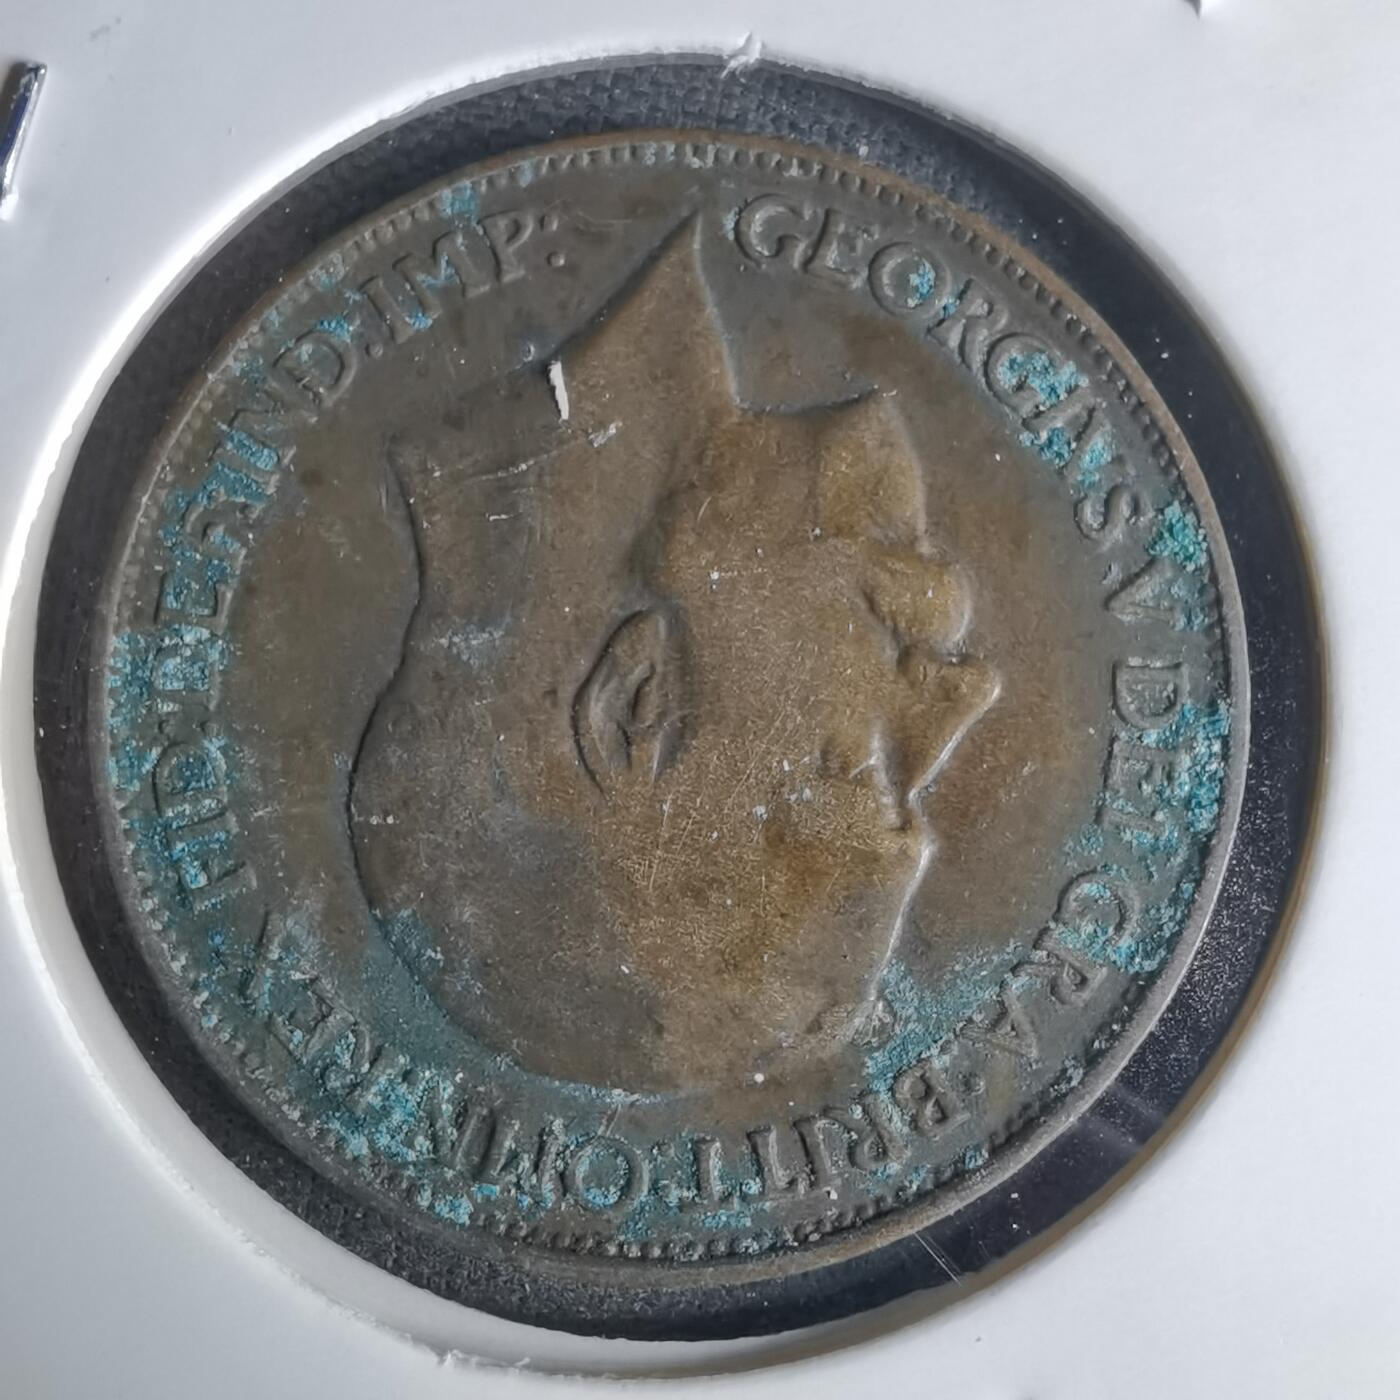 GEORGIVS V DEI GRA: BRITT: OMN: REX FID: DEF: IND: IMP: